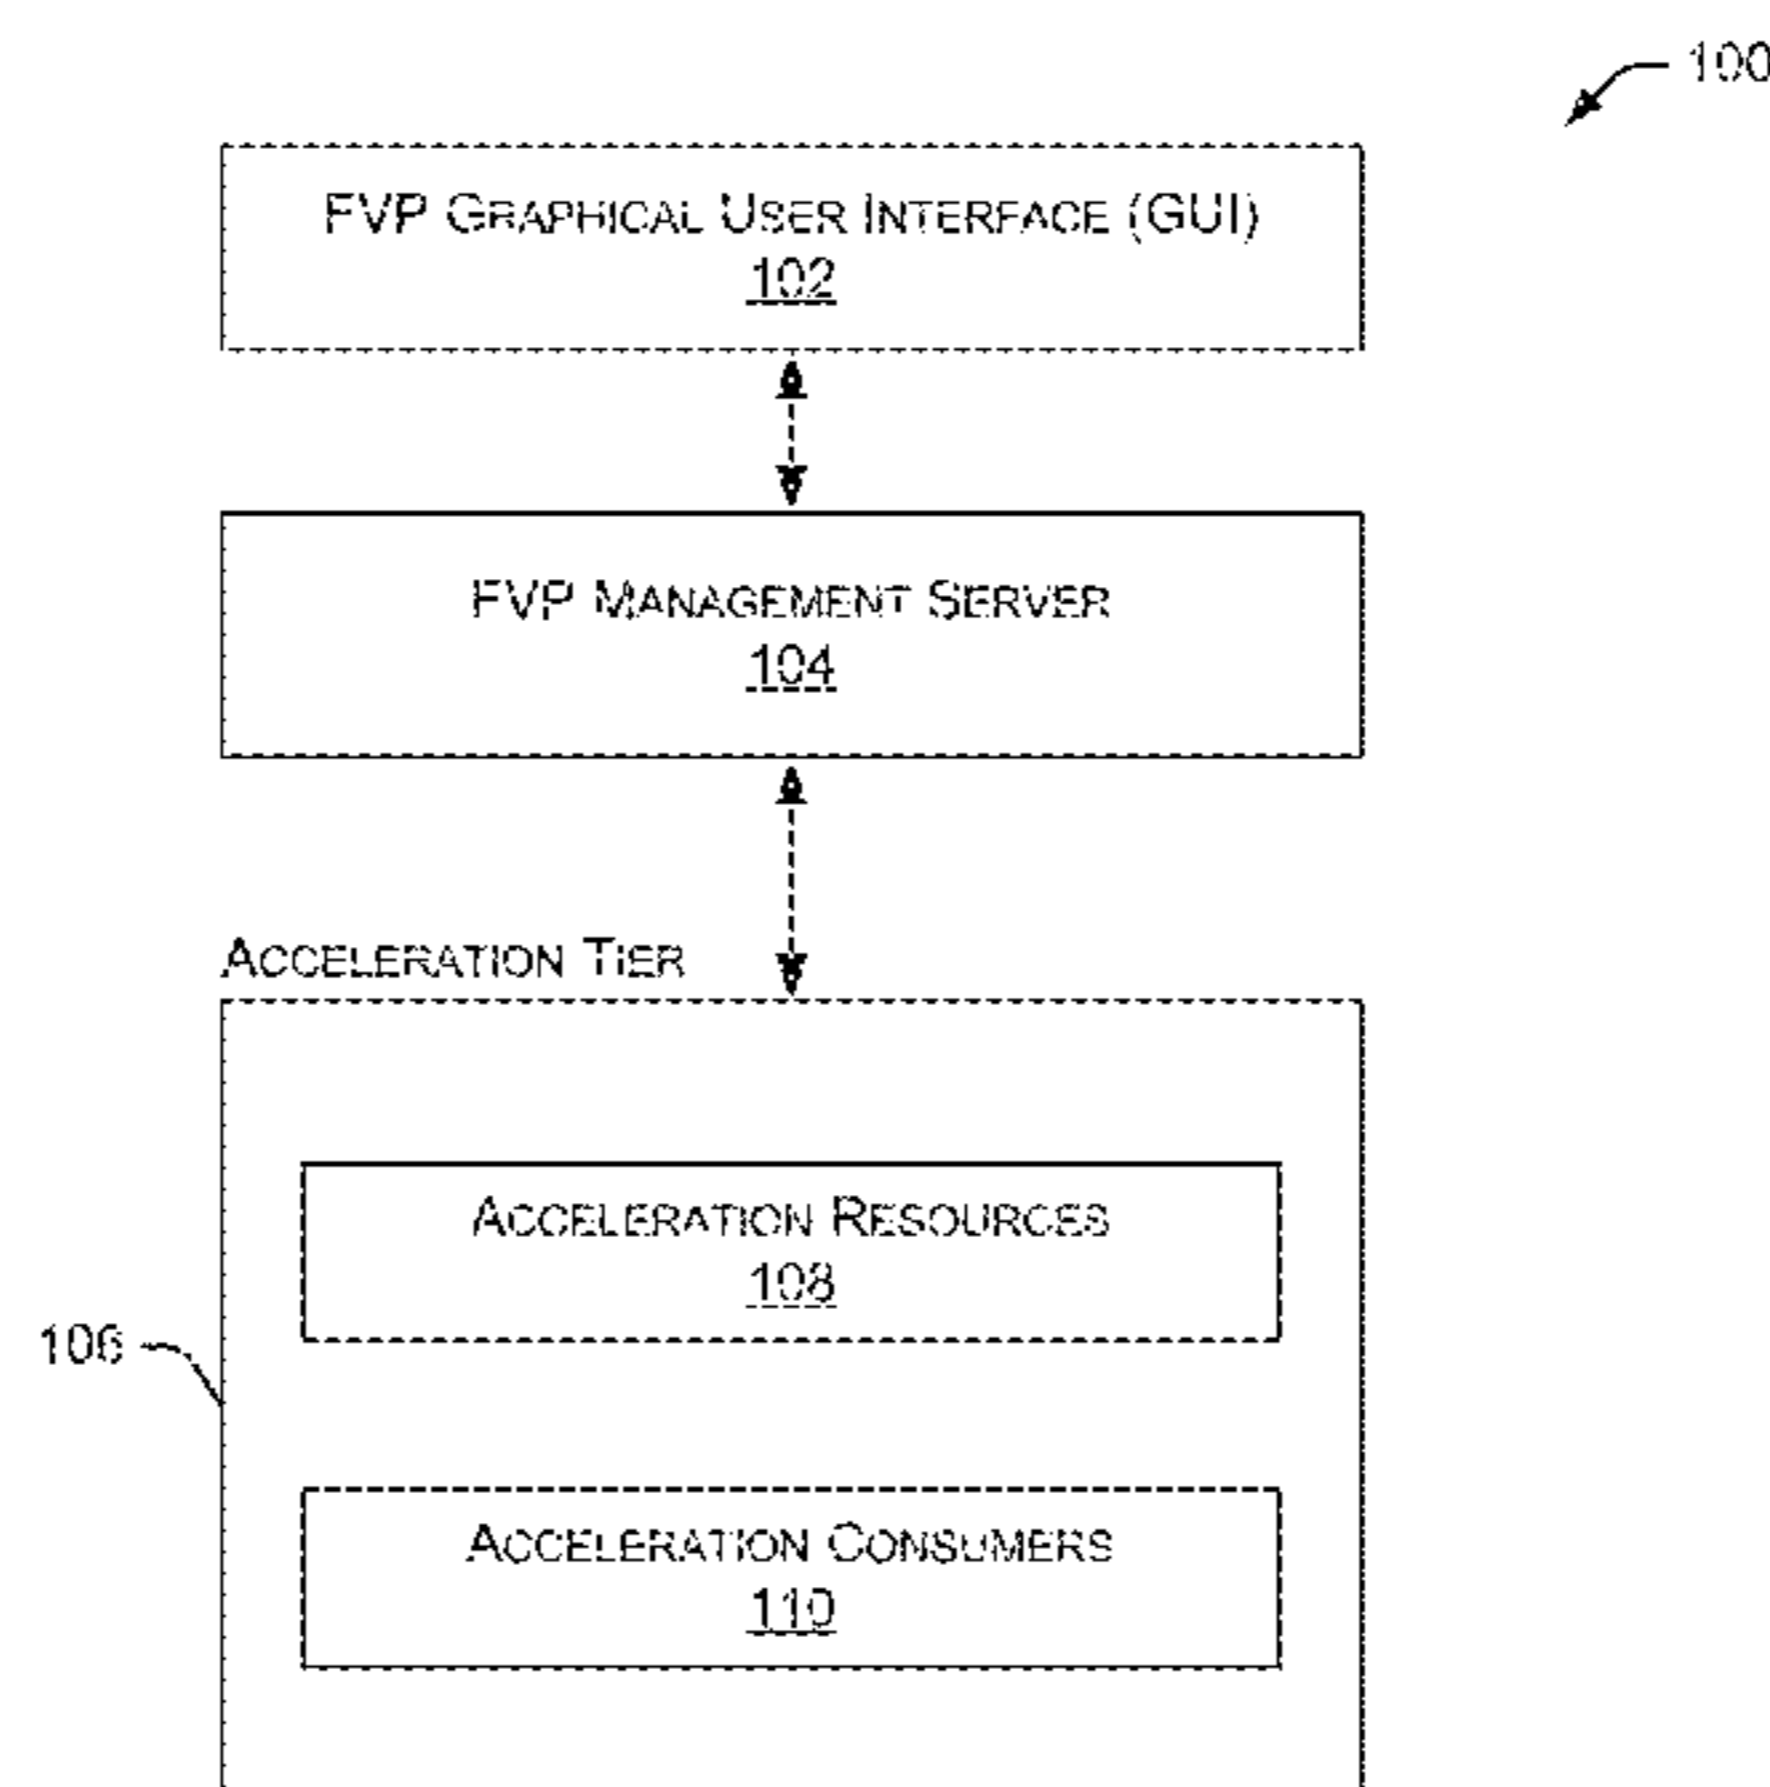 100
FVP GRAPHICAL USER INTERFACE (GUI)
102
FVP MANAGEMENT SERVER
104
ACCELERATION TIER
ACCELERATION RESOURCES
108
106
ACCELERATION CONSUMERS
110